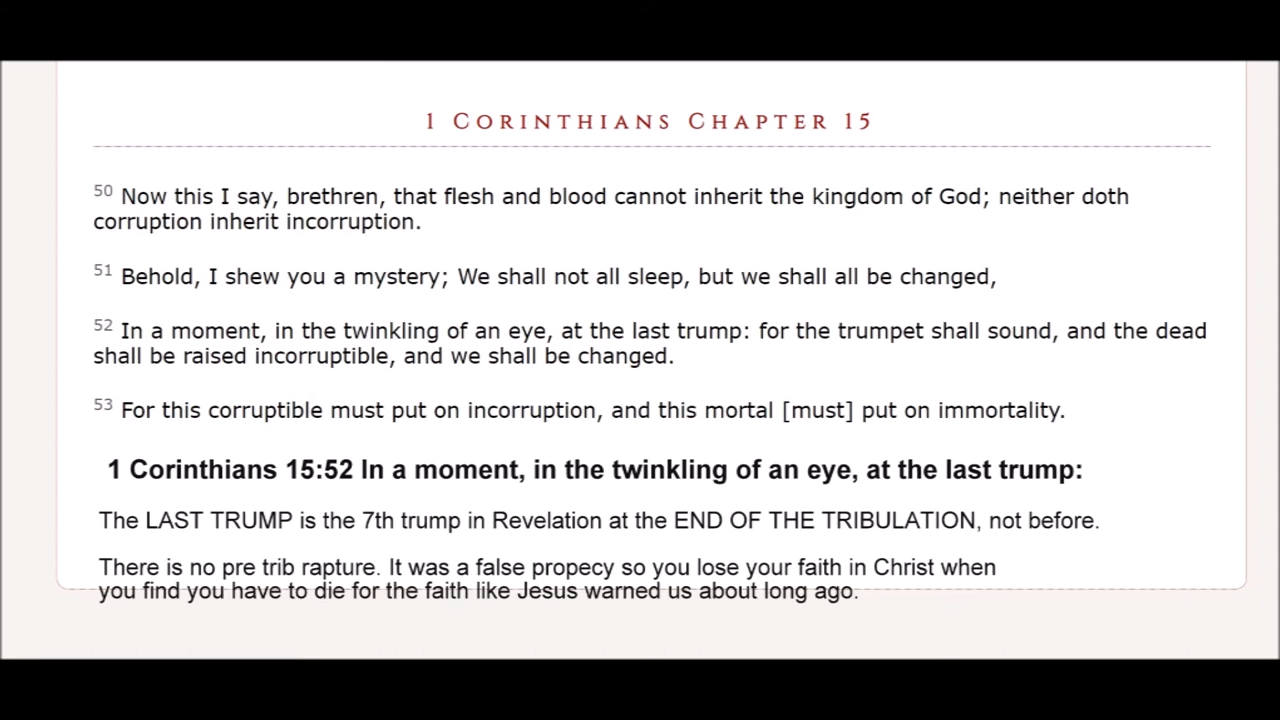 1 Corinthians Chapter 15
50 Now this I say, brethren, that flesh and blood cannot inherit the kingdom of God; neither doth
corruption inherit incorruption.
51 Behold, I shew you a mystery; We shall not all sleep, but we shall all be changed,
52 In a moment, in the twinkling of an eye, at the last trump: for the trumpet shall sound, and the dead
shall be raised incorruptible, and we shall be changed.
53 For this corruptible must put on incorruption, and this mortal [must] put on immortality.
1 Corinthians 15:52 In a moment, in the twinkling of an eye, at the last trump:
The LAST TRUMP is the 7th trump in Revelation at the END OF THE TRIBULATION, not before.
There is no pre trib rapture. It was a false propecy so you lose your faith in Christ when
you find you have to die for the faith like Jesus warned us about long ago.